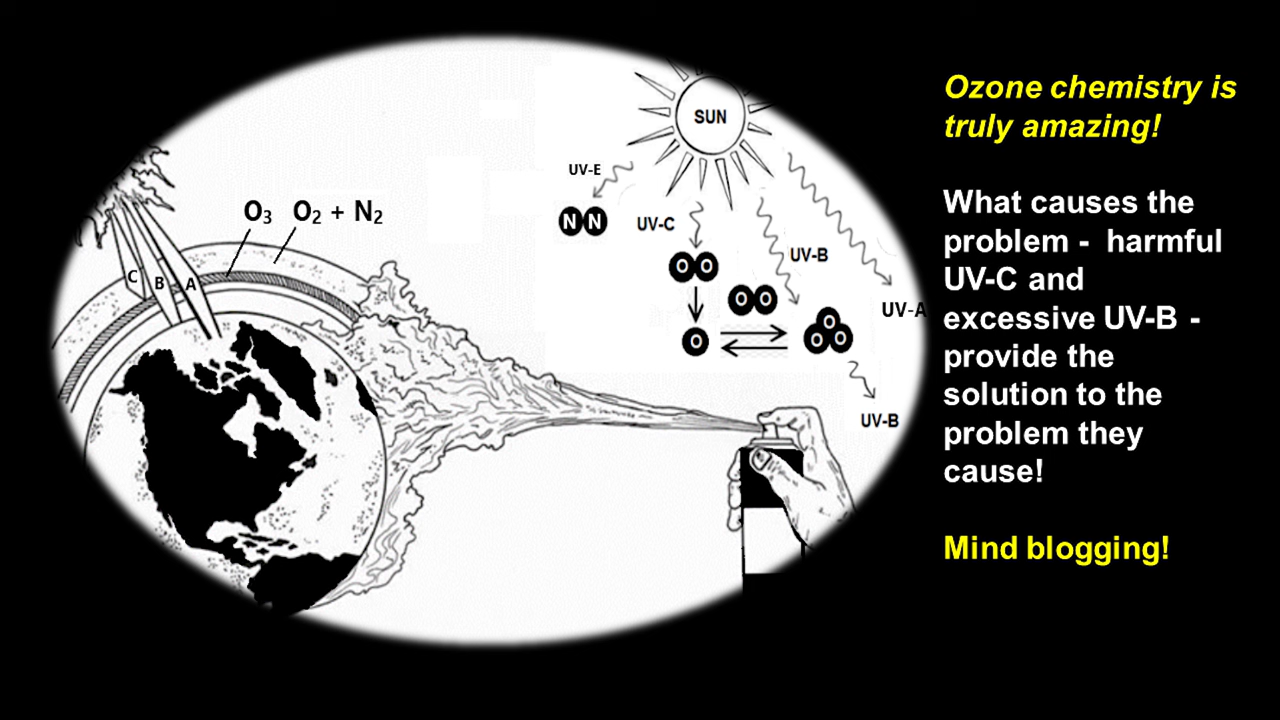 Ozone chemistry is
truly amazing!
What causes the
problem - harmful
UV-C and
excessive UV-B -
provide the
solution to the
problem they
cause!
Mind blogging!
SUN
UV-E
N N
UV-C
O O
UV-B
O O
UV-A
O
O
O O
UV-B
O₃ O₂ + N₂
C B A